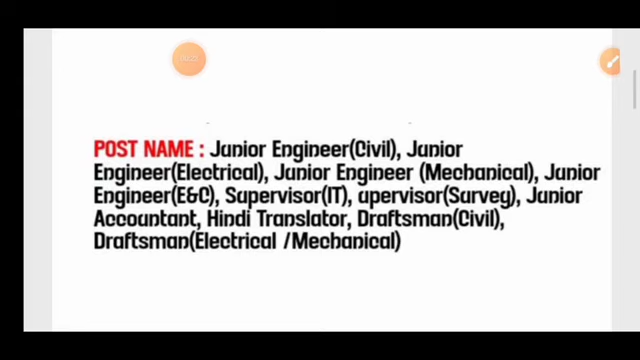 POST NAME : Junior Engineer(Civil), Junior
Engineer(Electrical), Junior Engineer (Mechanical), Junior
Engineer(E&C), Supervisor(IT), upervisor(Survey), Junior
Accountant, Hindi Translator, Draftsman(Civil),
Draftsman(Electrical /Mechanical)